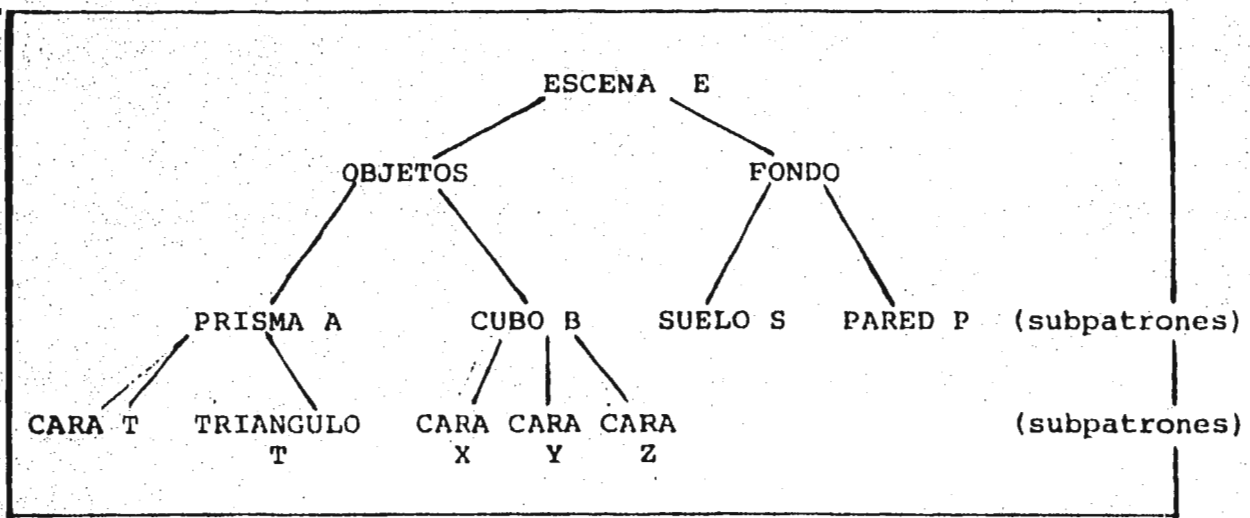 ESCENA E
OBJETOS FONDO
PRISMA A CUBO B SUELO S PARED P (subpatrones)
CARA T TRIANGULO CARA CARA CARA (subpatrones)
T X Y Z